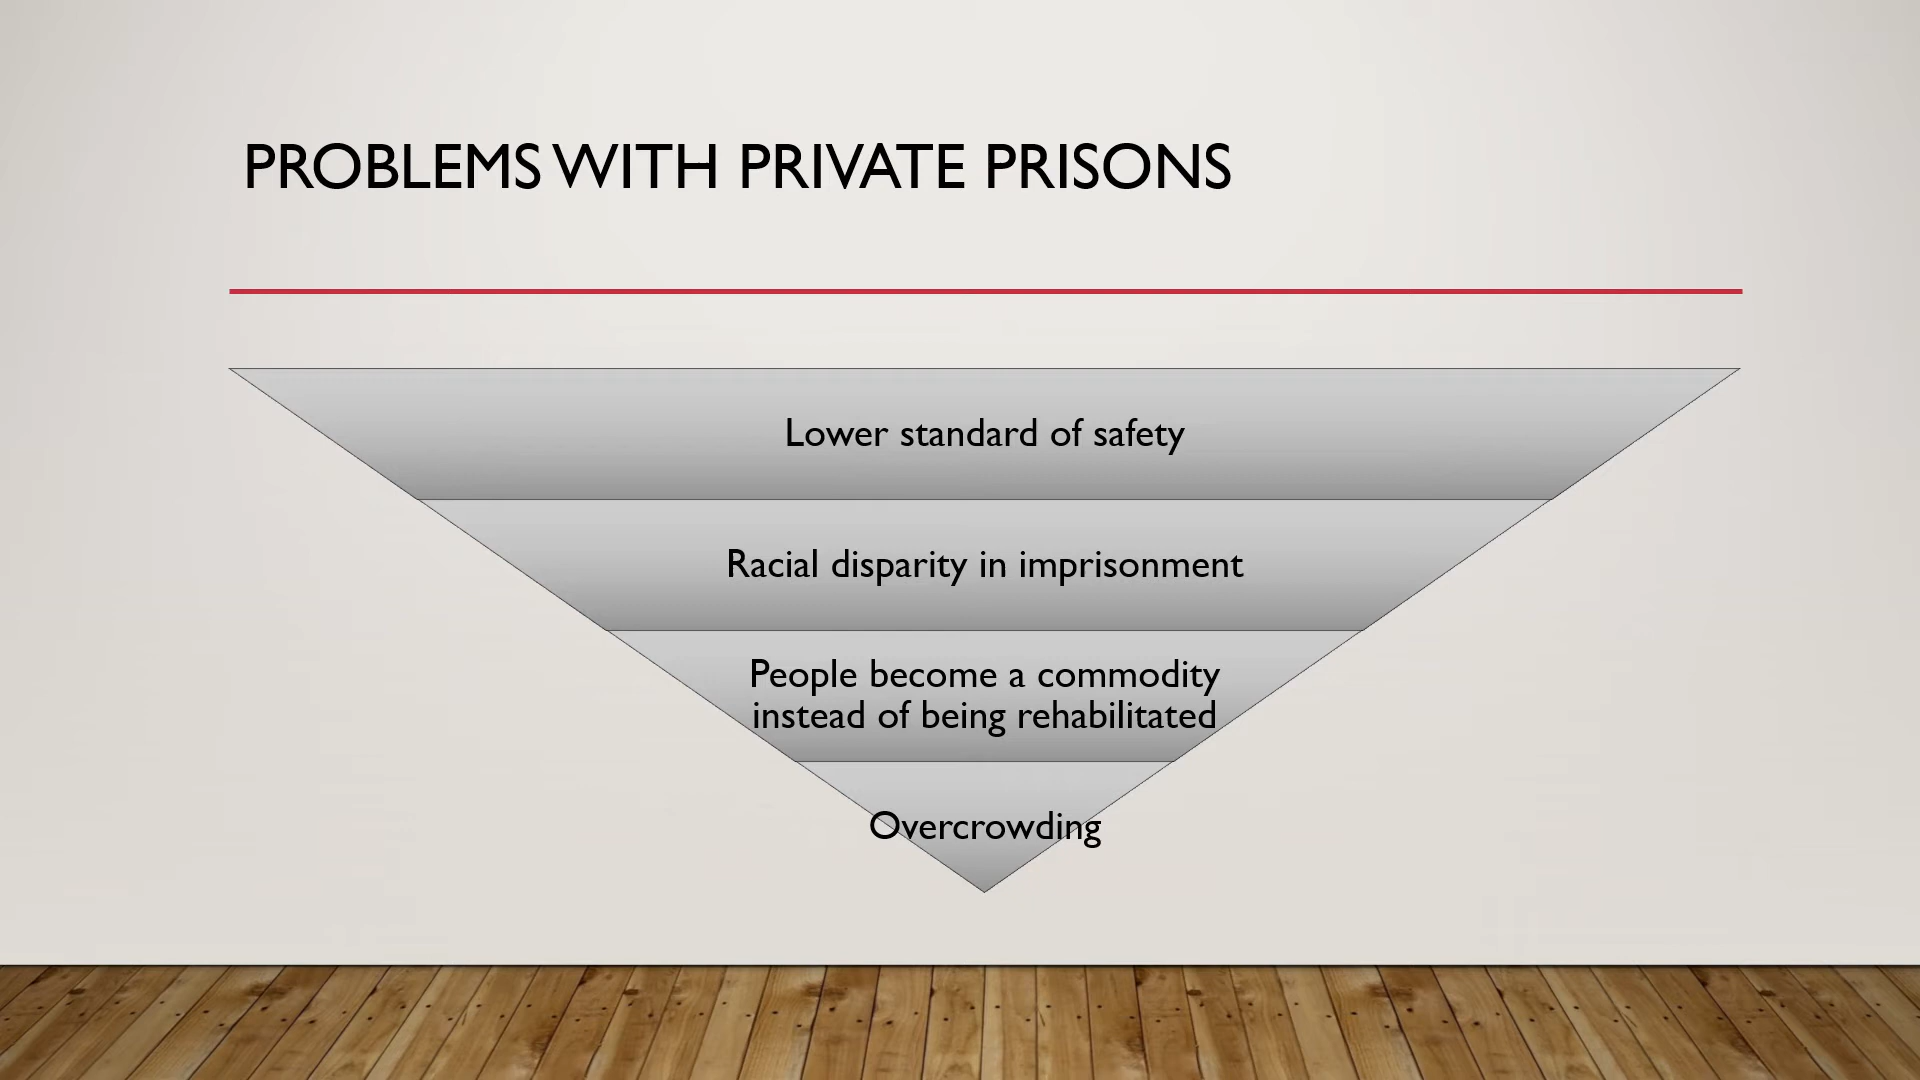 PROBLEMS WITH PRIVATE PRISONS
Lower standard of safety
Racial disparity in imprisonment
People become a commodity
instead of being rehabilitated
Overcrowding